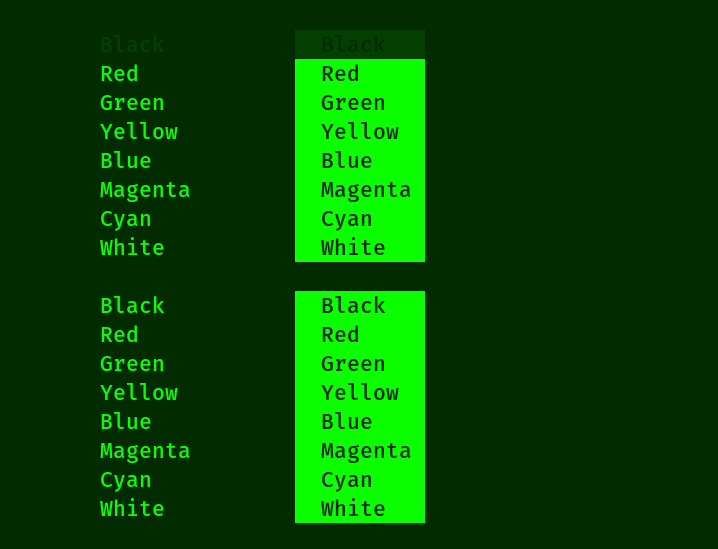 Black Black
Red Red
Green Green
Yellow Yellow
Blue Blue
Magenta Magenta
Cyan Cyan
White White
Black Black
Red Red
Green Green
Yellow Yellow
Blue Blue
Magenta Magenta
Cyan Cyan
White White